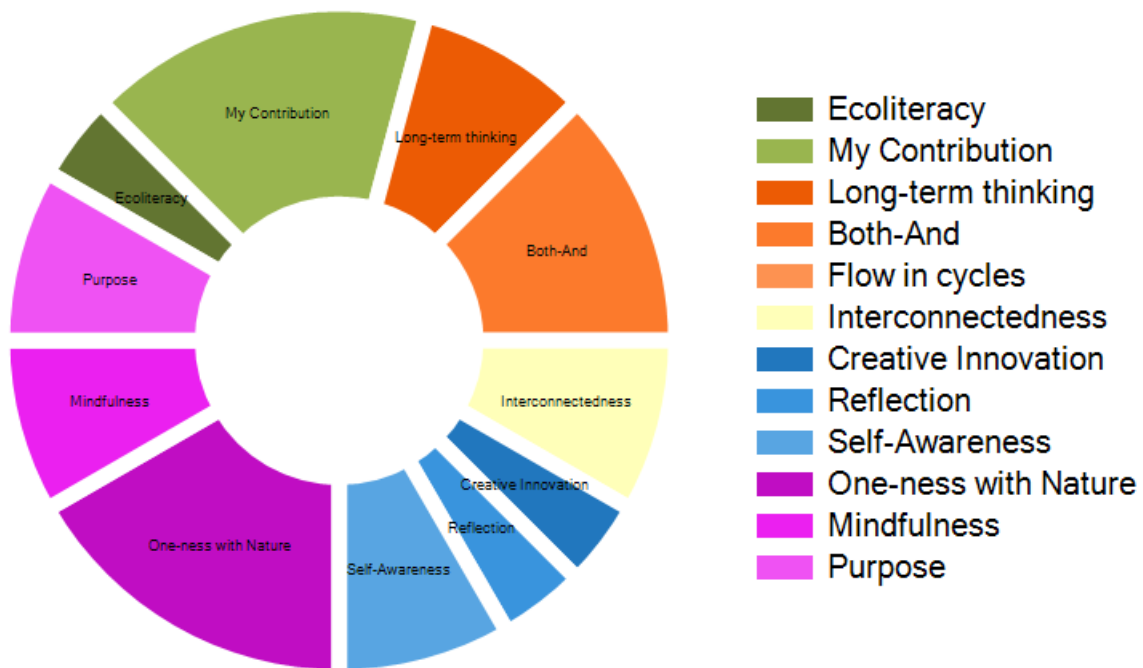 My Contribution
Long-term thinking
Ecoliteracy
Both-And
Purpose
Mindfulness
Interconnectedness
Creative Innovation
Reflection
One-ness with Nature
Self-Awareness
Ecoliteracy
My Contribution
Long-term thinking
Both-And
Flow in cycles
Interconnectedness
Creative Innovation
Reflection
Self-Awareness
One-ness with Nature
Mindfulness
Purpose